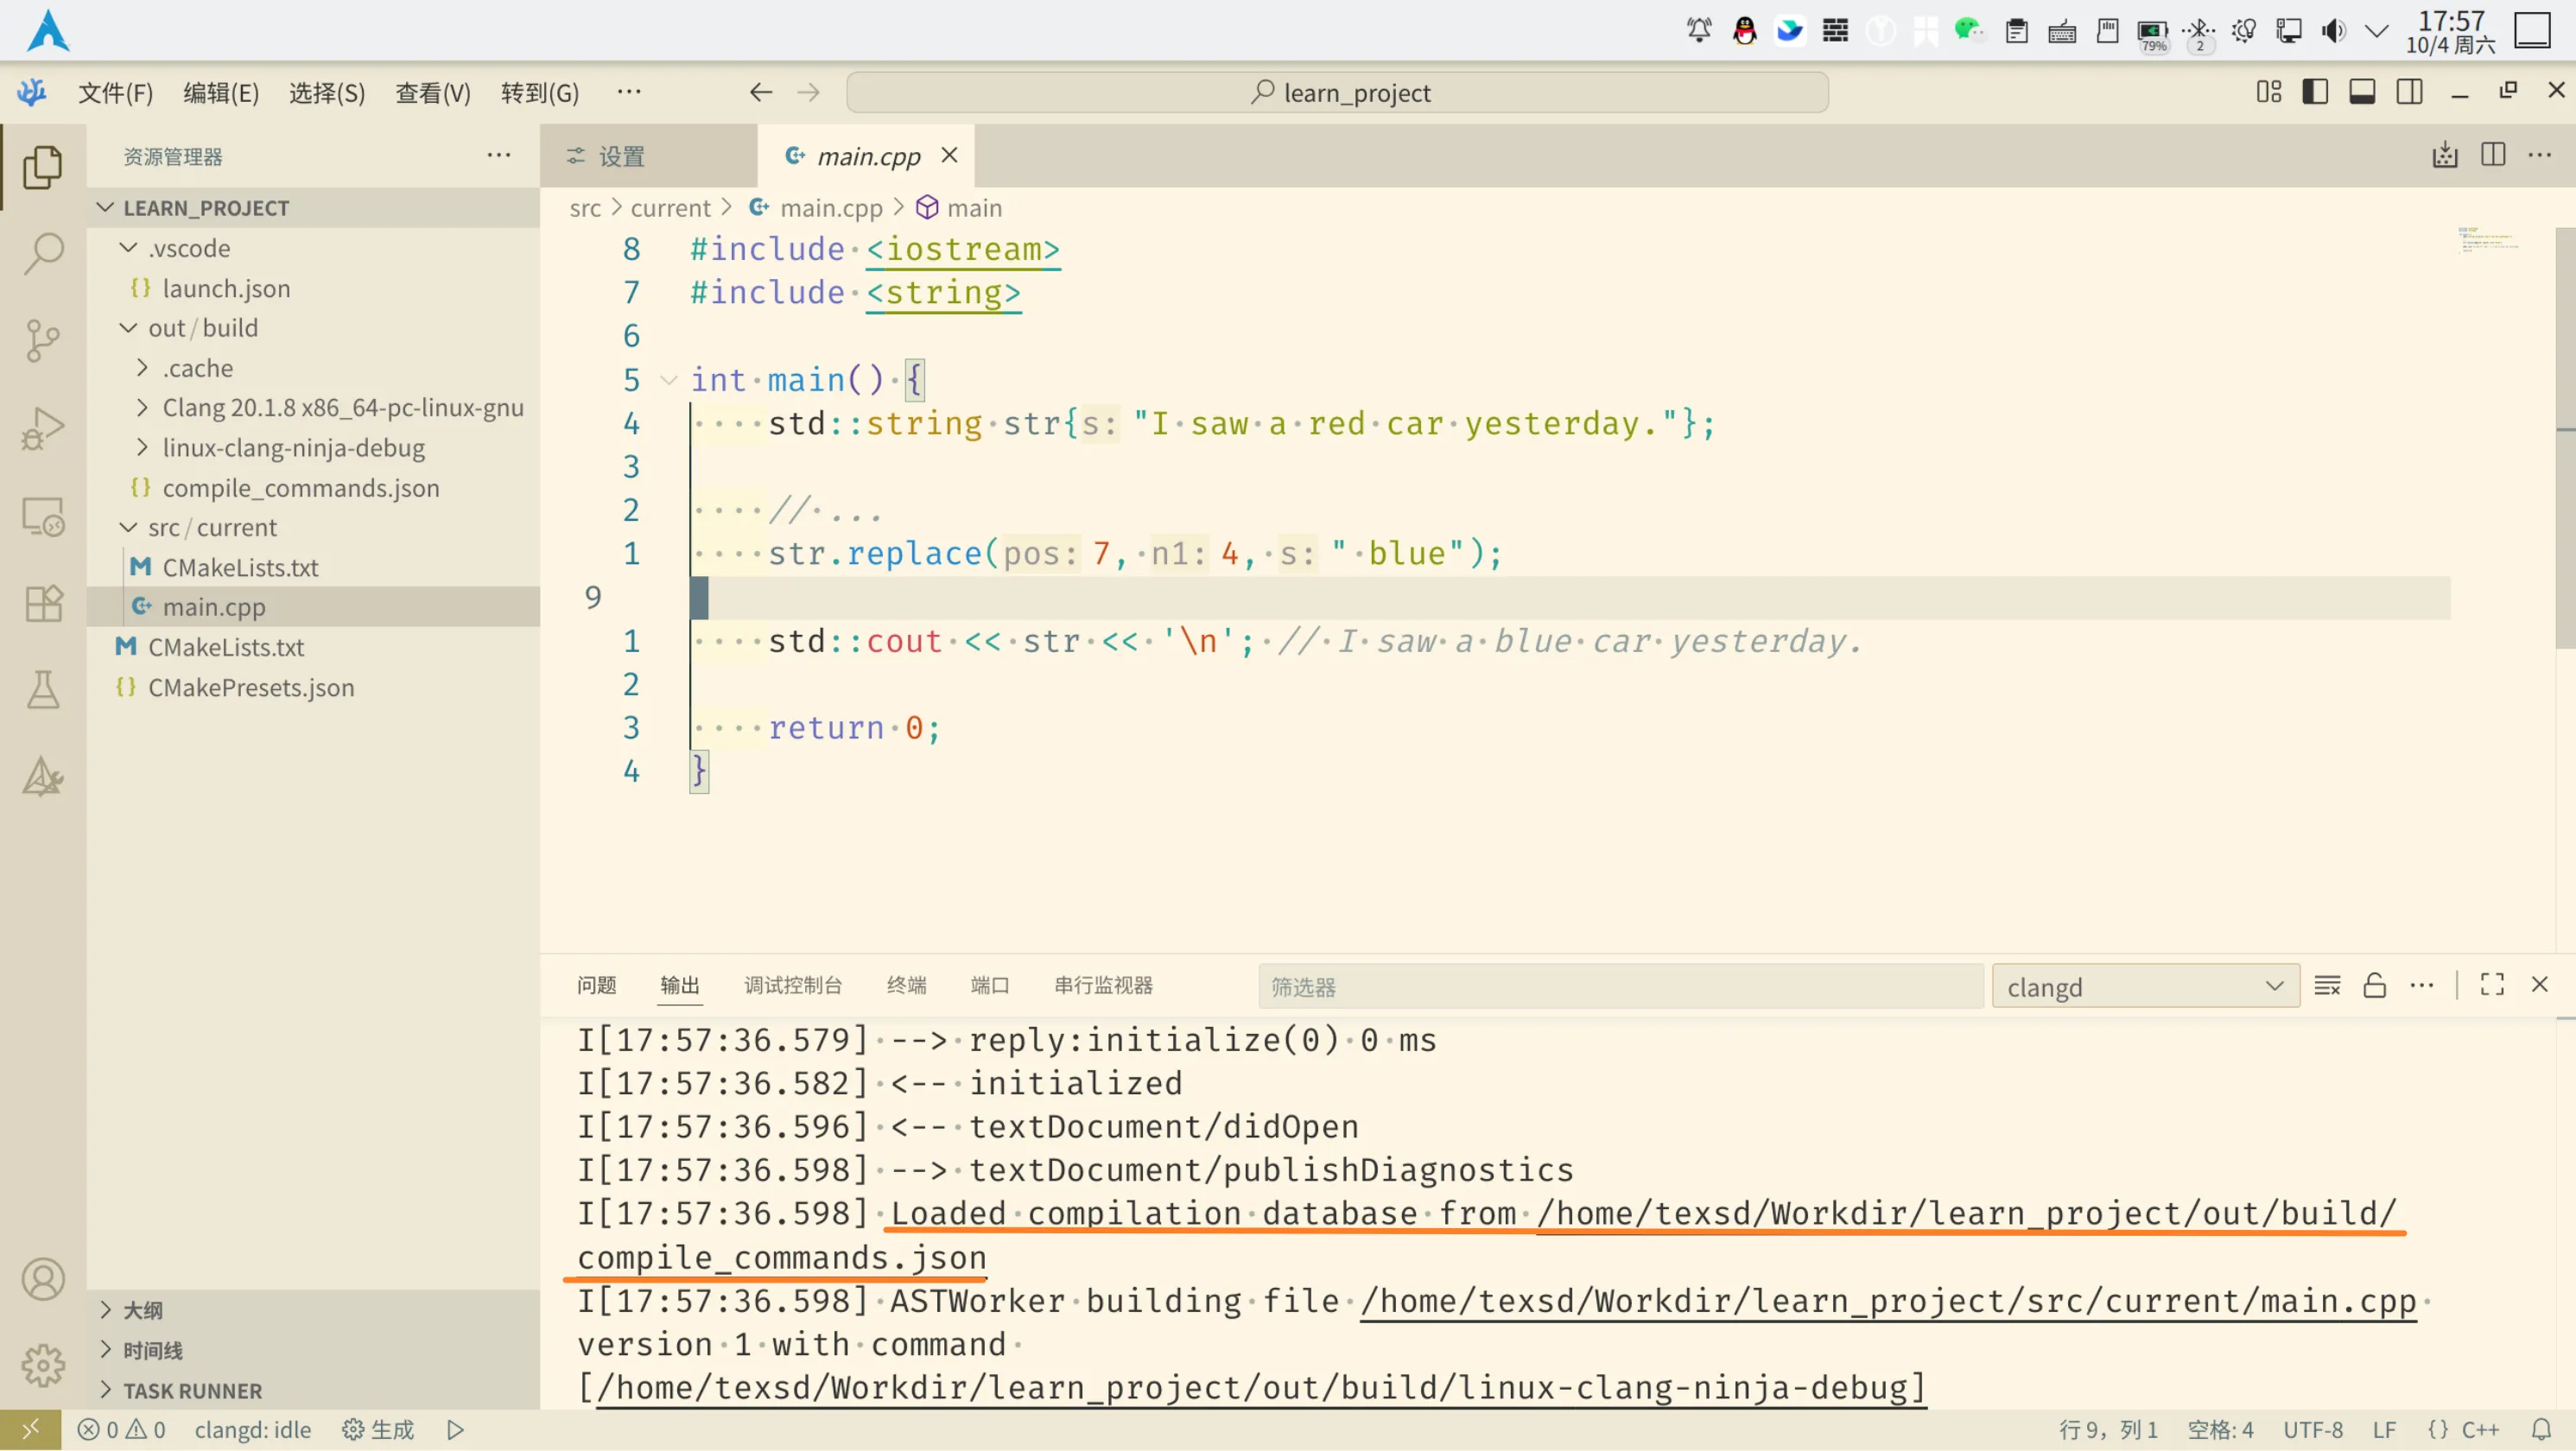 17:57
79%
2
10/4 周六
文件(F) 编辑(E) 选择(S) 查看(V) 转到(G) ···
learn_project
资源管理器
LEARN_PROJECT
.vscode
launch.json
out/build
.cache
Clang 20.1.8 x86_64-pc-linux-gnu
linux-clang-ninja-debug
compile_commands.json
src/current
CMakeLists.txt
main.cpp
CMakeLists.txt
CMakePresets.json
大纲
时间线
TASK RUNNER
设置 main.cpp
src > current > main.cpp > main
8 #include <iostream>
7 #include <string>
6
5 int main() {
4 std::string str{s: "I saw a red car yesterday."};
3
2 // ...
1 str.replace(pos: 7, n1: 4, s: " blue");
9
1 std::cout << str << '\n'; // I saw a blue car yesterday.
2
3 return 0;
4 }
问题 输出 调试控制台 终端 端口 串行监视器 筛选器 clangd
I[17:57:36.579] --> reply:initialize(0) 0 ms
I[17:57:36.582] <-- initialized
I[17:57:36.596] <-- textDocument/didOpen
I[17:57:36.598] --> textDocument/publishDiagnostics
I[17:57:36.598] Loaded compilation database from /home/texsd/Workdir/learn_project/out/build/
compile_commands.json
I[17:57:36.598] ASTWorker building file /home/texsd/Workdir/learn_project/src/current/main.cpp
version 1 with command
[/home/texsd/Workdir/learn_project/out/build/linux-clang-ninja-debug]
0 0 clangd: idle 生成 行 9，列 1 空格: 4 UTF-8 LF {} C++